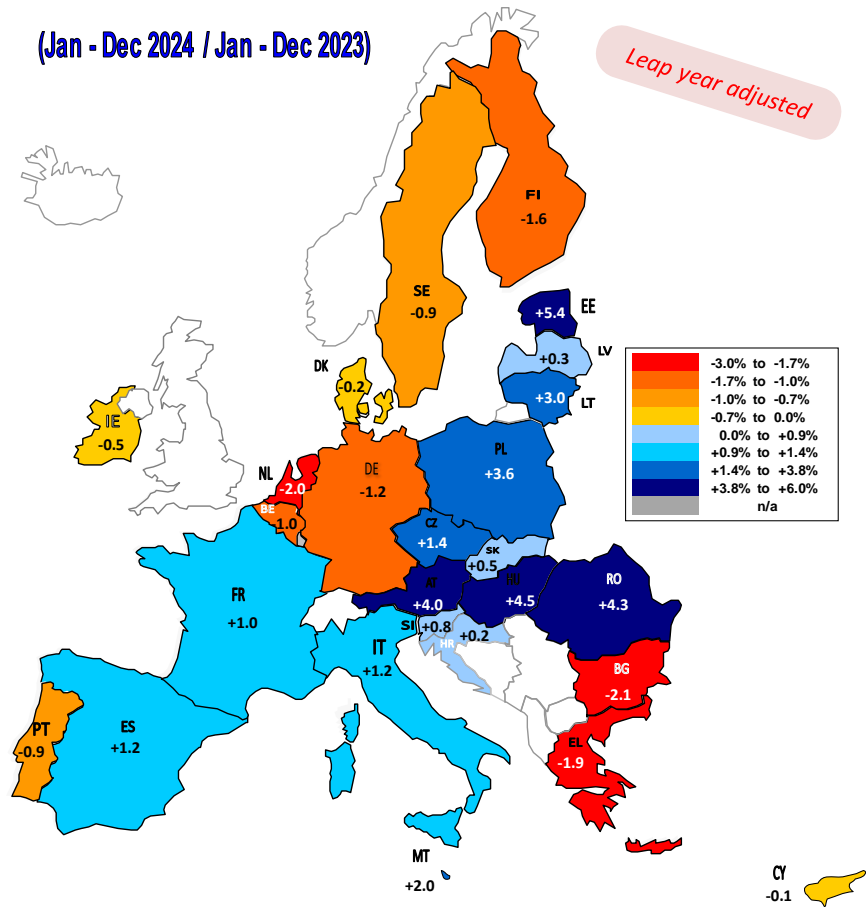 (Jan - Dec 2024 / Jan - Dec 2023)
Leap year adjusted
FI
-1.6
SE
-0.9
EE
+5.4
LV
+0.3
LT
+3.0
DK
-0.2
IE
-0.5
-3.0% to -1.7%
-1.7% to -1.0%
-1.0% to -0.7%
-0.7% to 0.0%
0.0% to +0.9%
+0.9% to +1.4%
+1.4% to +3.8%
+3.8% to +6.0%
n/a
NL
-2.0
DE
-1.2
PL
+3.6
BE
-1.0
CZ
+1.4
SK
+0.5
FR
+1.0
AT
+4.0
HU
+4.5
RO
+4.3
SI
+0.8
HR
+0.2
IT
+1.2
BG
-2.1
PT
-0.9
ES
+1.2
EL
-1.9
MT
+2.0
CY
-0.1